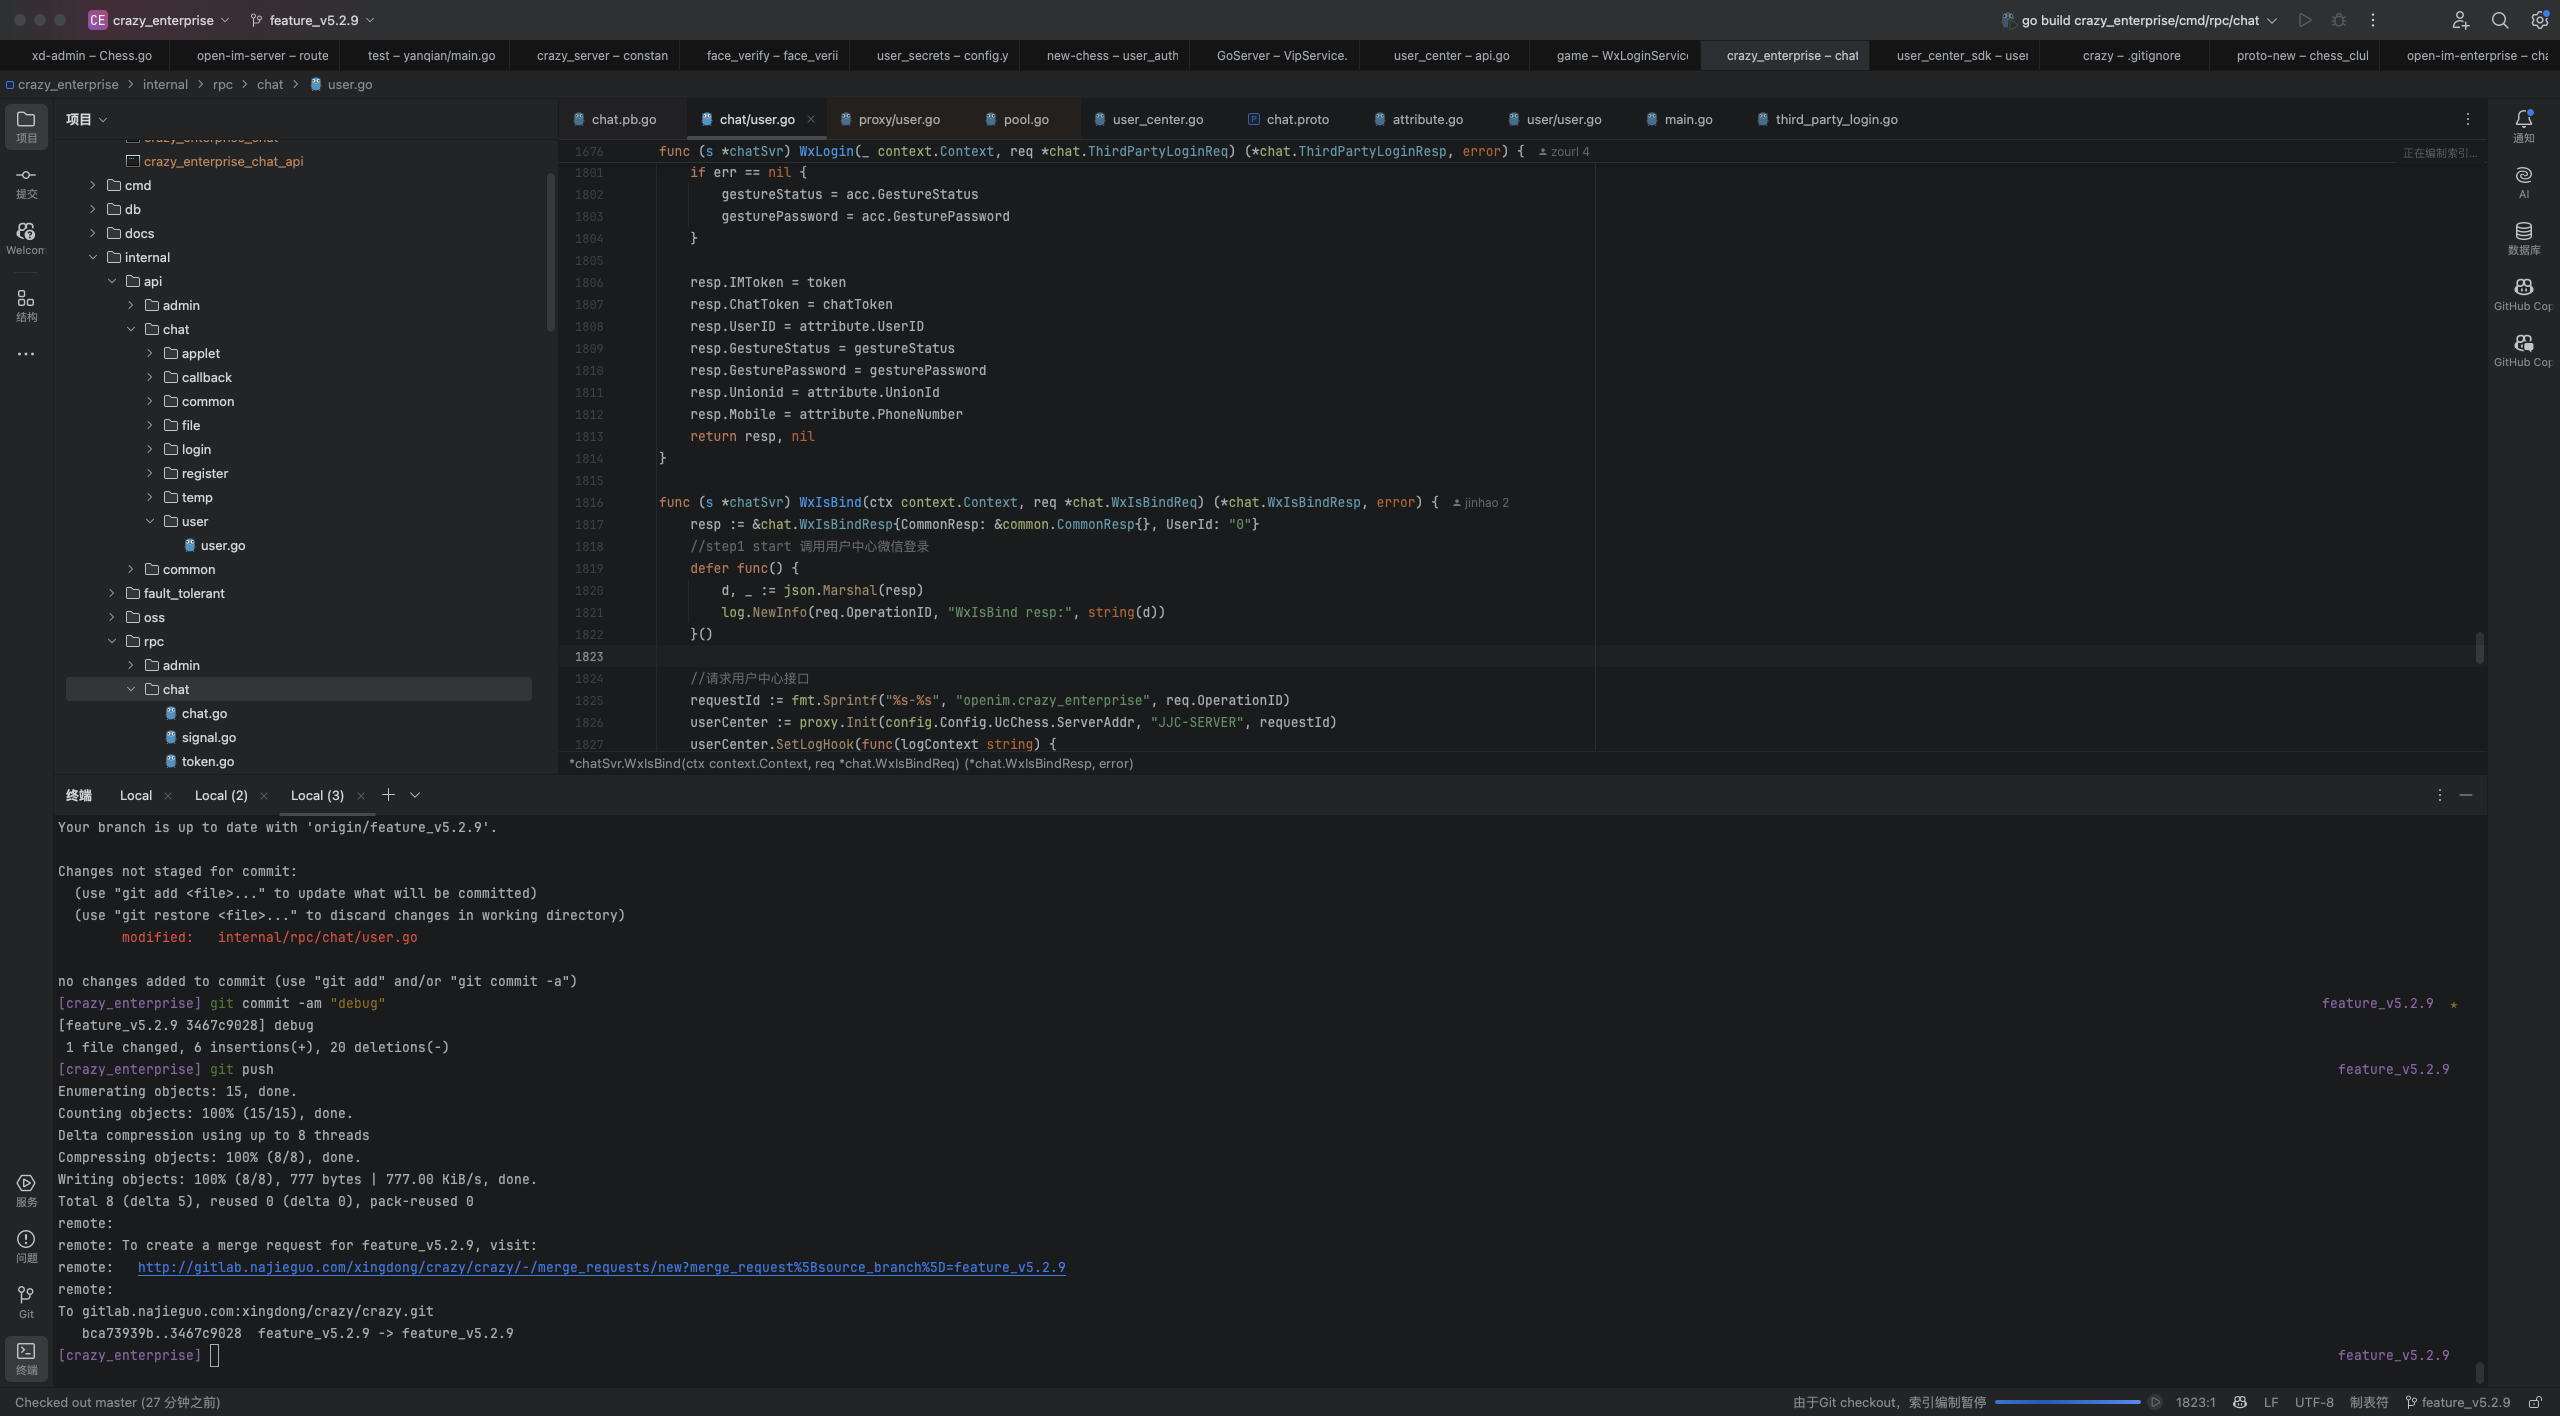 CE crazy_enterprise feature_v5.2.9 go build crazy_enterprise/cmd/rpc/chat
xd-admin – Chess.go open-im-server – route test – yanqian/main.go crazy_server – constan face_verify – face_verii user_secrets – config.y new-chess – user_auth GoServer – VipService. user_center – api.go game – WxLoginServic crazy_enterprise – chat user_center_sdk – user crazy – .gitignore proto-new – chess_clul open-im-enterprise – cha
crazy_enterprise > internal > rpc > chat > user.go
项目
提交
Welcom
结构
服务
问题
Git
终端
项目
crazy_enterprise_chat
crazy_enterprise_chat_api
cmd
db
docs
internal
api
admin
chat
applet
callback
common
file
login
register
temp
user
user.go
common
fault_tolerant
oss
rpc
admin
chat
chat.go
signal.go
token.go
chat.pb.go chat/user.go proxy/user.go pool.go user_center.go chat.proto attribute.go user/user.go main.go third_party_login.go
1676 func (s *chatSvr) WxLogin(_ context.Context, req *chat.ThirdPartyLoginReq) (*chat.ThirdPartyLoginResp, error) { zourl 4
正在编制索引...
1801 if err == nil {
1802 gestureStatus = acc.GestureStatus
1803 gesturePassword = acc.GesturePassword
1804 }
1805
1806 resp.IMToken = token
1807 resp.ChatToken = chatToken
1808 resp.UserID = attribute.UserID
1809 resp.GestureStatus = gestureStatus
1810 resp.GesturePassword = gesturePassword
1811 resp.Unionid = attribute.UnionId
1812 resp.Mobile = attribute.PhoneNumber
1813 return resp, nil
1814 }
1815
1816 func (s *chatSvr) WxIsBind(ctx context.Context, req *chat.WxIsBindReq) (*chat.WxIsBindResp, error) { jinhao 2
1817 resp := &chat.WxIsBindResp{CommonResp: &common.CommonResp{}, UserId: "0"}
1818 //step1 start 调用用户中心微信登录
1819 defer func() {
1820 d, _ := json.Marshal(resp)
1821 log.NewInfo(req.OperationID, "WxIsBind resp:", string(d))
1822 }()
1823
1824 //请求用户中心接口
1825 requestId := fmt.Sprintf("%s-%s", "openim.crazy_enterprise", req.OperationID)
1826 userCenter := proxy.Init(config.Config.UcChess.ServerAddr, "JJC-SERVER", requestId)
1827 userCenter.SetLogHook(func(logContext string) {
*chatSvr.WxIsBind(ctx context.Context, req *chat.WxIsBindReq) (*chat.WxIsBindResp, error)
通知
AI
数据库
GitHub Cop
GitHub Cop
终端 Local Local (2) Local (3)
Your branch is up to date with 'origin/feature_v5.2.9'.
Changes not staged for commit:
(use "git add <file>..." to update what will be committed)
(use "git restore <file>..." to discard changes in working directory)
modified: internal/rpc/chat/user.go
no changes added to commit (use "git add" and/or "git commit -a")
[crazy_enterprise] git commit -am "debug" feature_v5.2.9 ★
[feature_v5.2.9 3467c9028] debug
1 file changed, 6 insertions(+), 20 deletions(-)
[crazy_enterprise] git push feature_v5.2.9
Enumerating objects: 15, done.
Counting objects: 100% (15/15), done.
Delta compression using up to 8 threads
Compressing objects: 100% (8/8), done.
Writing objects: 100% (8/8), 777 bytes | 777.00 KiB/s, done.
Total 8 (delta 5), reused 0 (delta 0), pack-reused 0
remote:
remote: To create a merge request for feature_v5.2.9, visit:
remote: http://gitlab.najieguo.com/xingdong/crazy/crazy/-/merge_requests/new?merge_request%5Bsource_branch%5D=feature_v5.2.9
remote:
To gitlab.najieguo.com:xingdong/crazy/crazy.git
bca73939b..3467c9028 feature_v5.2.9 -> feature_v5.2.9
[crazy_enterprise] feature_v5.2.9
Checked out master (27 分钟之前) 由于Git checkout，索引编制暂停 1823:1 LF UTF-8 制表符 feature_v5.2.9